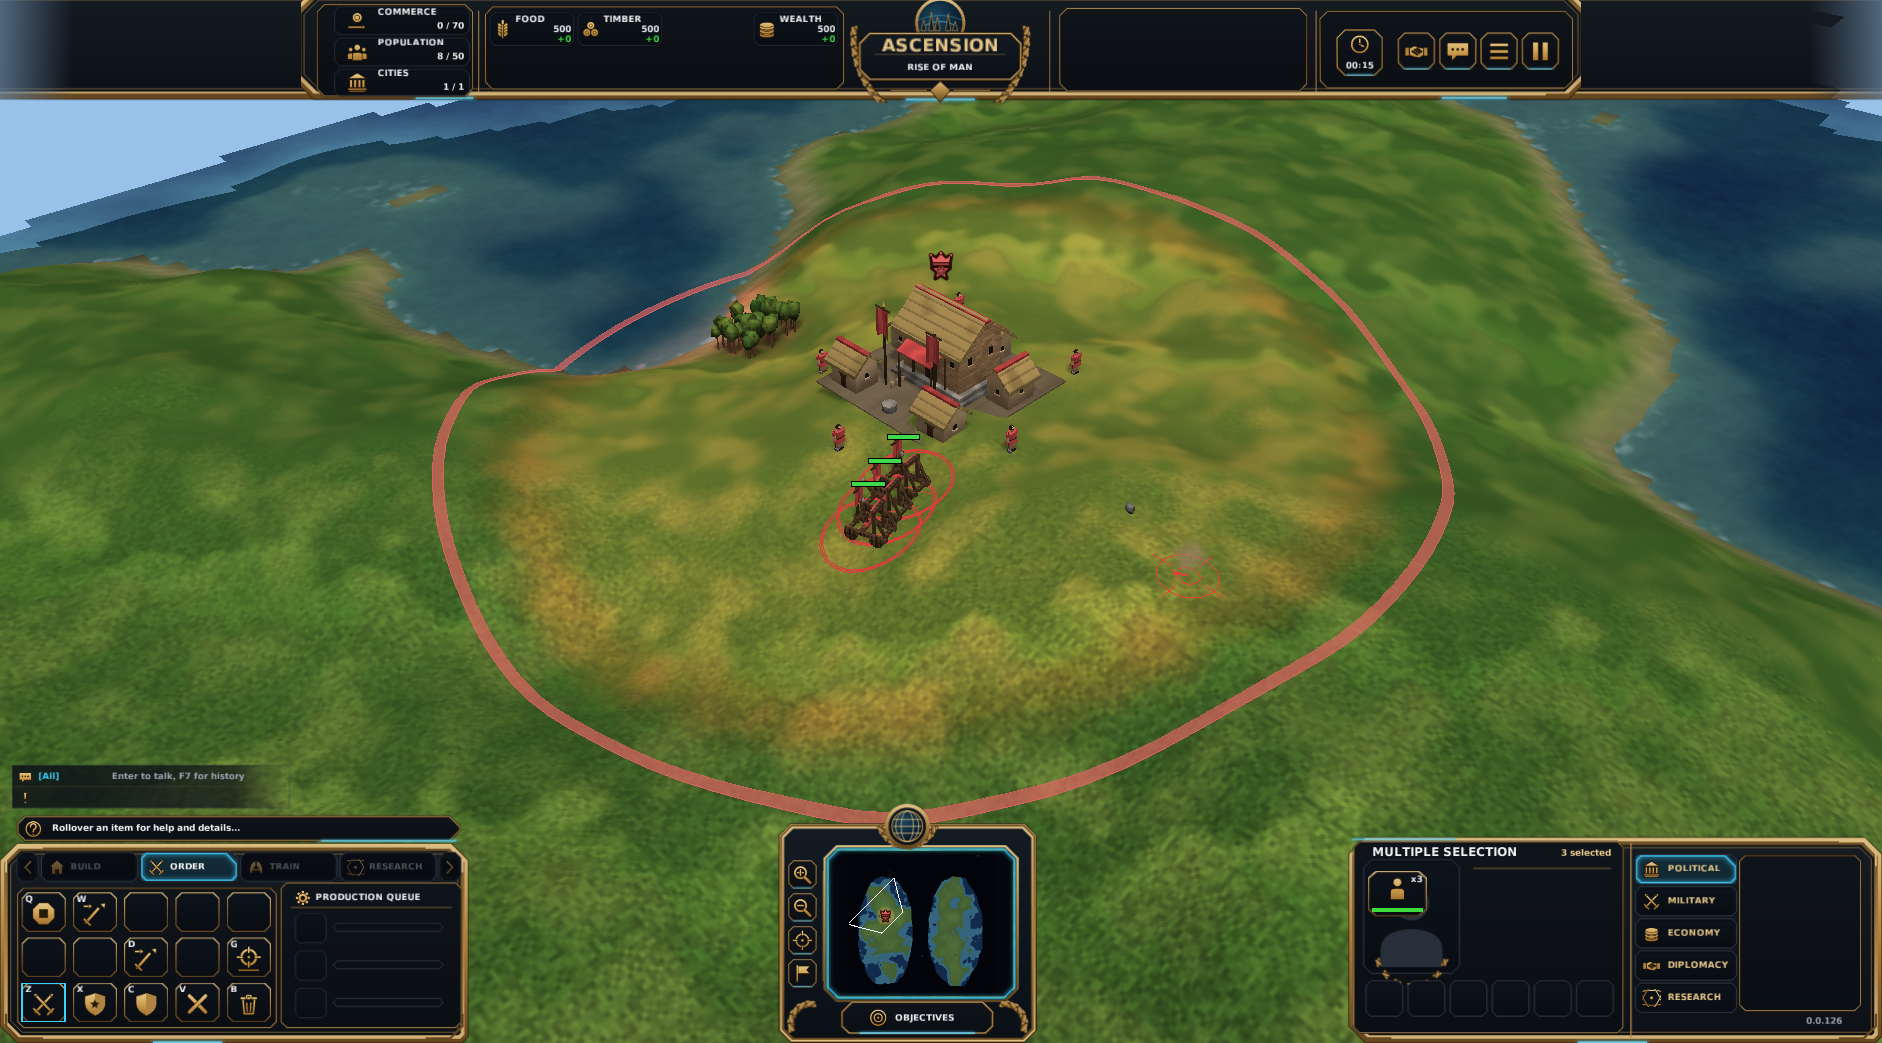 COMMERCE
0 / 70
POPULATION
8 / 50
CITIES
1 / 1
FOOD
500
+0
TIMBER
500
+0
WEALTH
500
+0
ASCENSION
RISE OF MAN
00:15
[All] Enter to talk, F7 for history
!
Rollover an item for help and details...
BUILD
ORDER
TRAIN
RESEARCH
Q
W
D
G
Z
X
C
V
B
PRODUCTION QUEUE
OBJECTIVES
MULTIPLE SELECTION
3 selected
x3
POLITICAL
MILITARY
ECONOMY
DIPLOMACY
RESEARCH
0.0.126